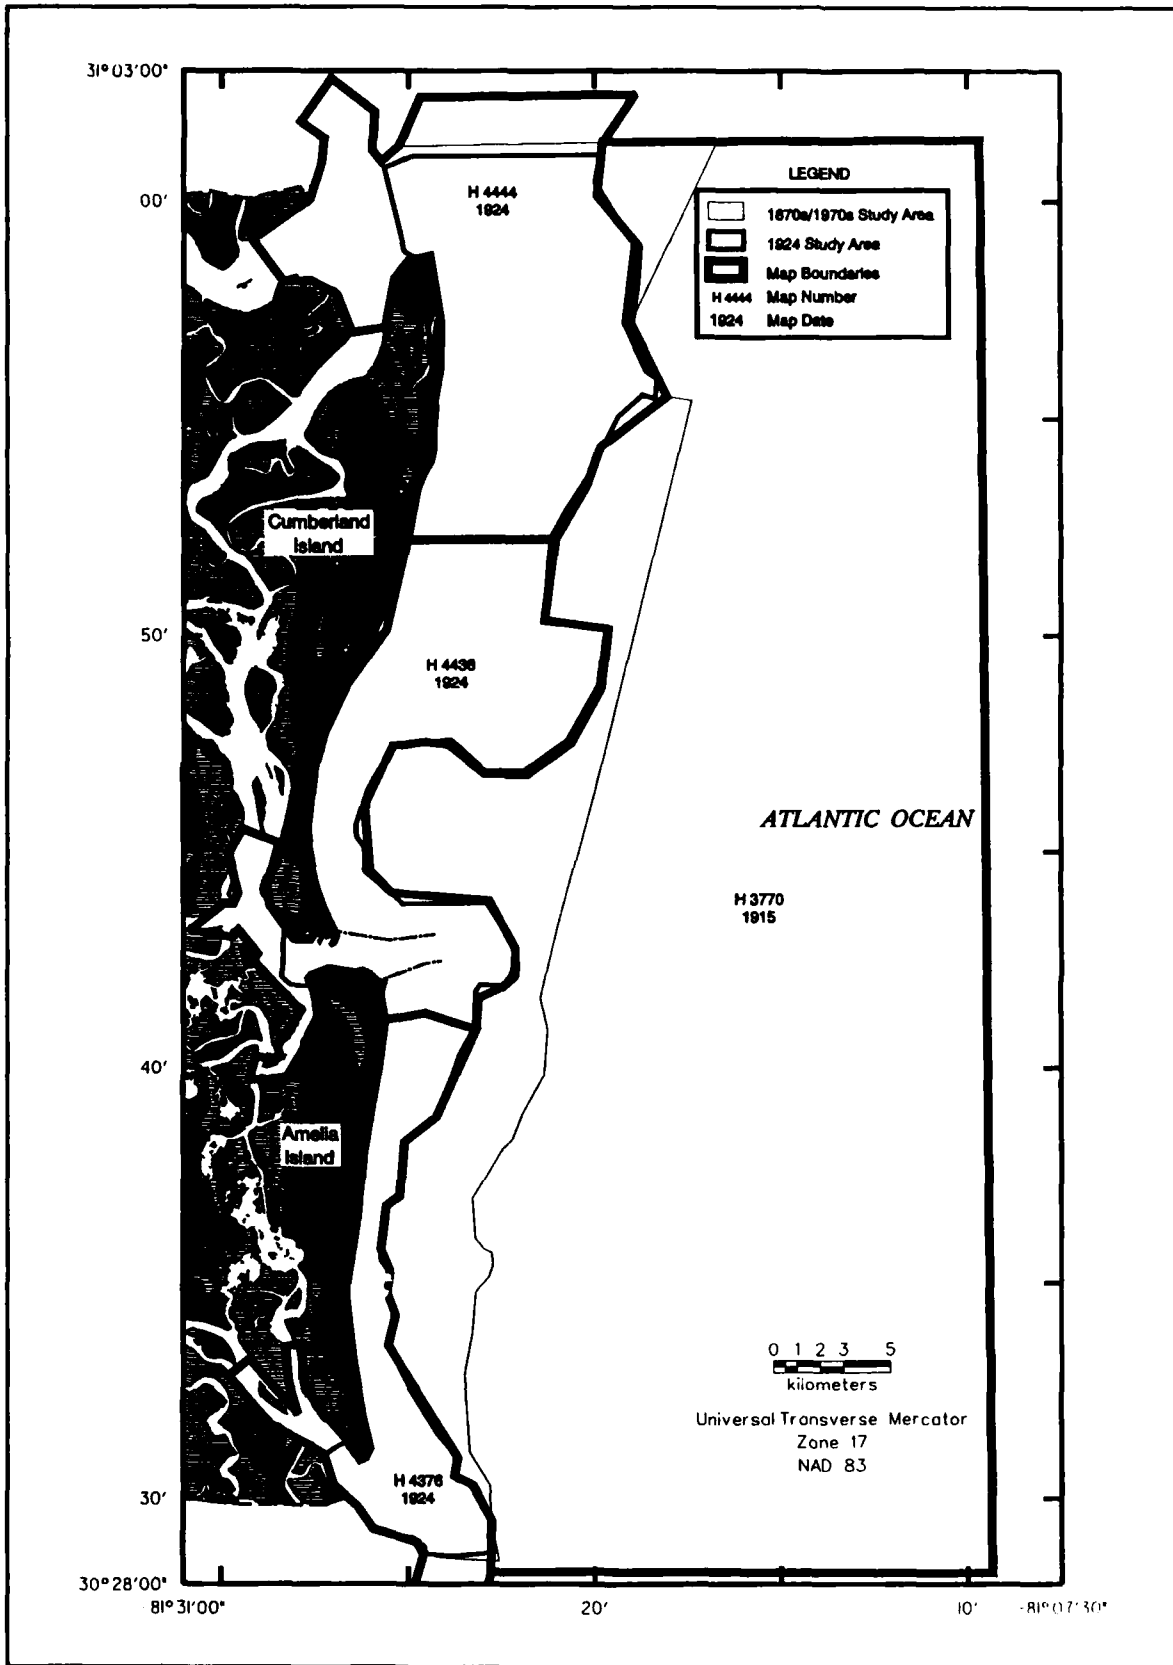 31°03'00"
00'
50'
40'
30'
30°28'00"
-81°31'00"
20'
10'
-81°07'30"
H 4444
1924
LEGEND
1870s/1970s Study Area
1924 Study Area
Map Boundaries
H 4444 Map Number
1924 Map Date
Cumberland
Island
H 4436
1924
ATLANTIC OCEAN
H 3770
1915
Amelia
Island
0 1 2 3 5
kilometers
Universal Transverse Mercator
Zone 17
NAD 83
H 4376
1924